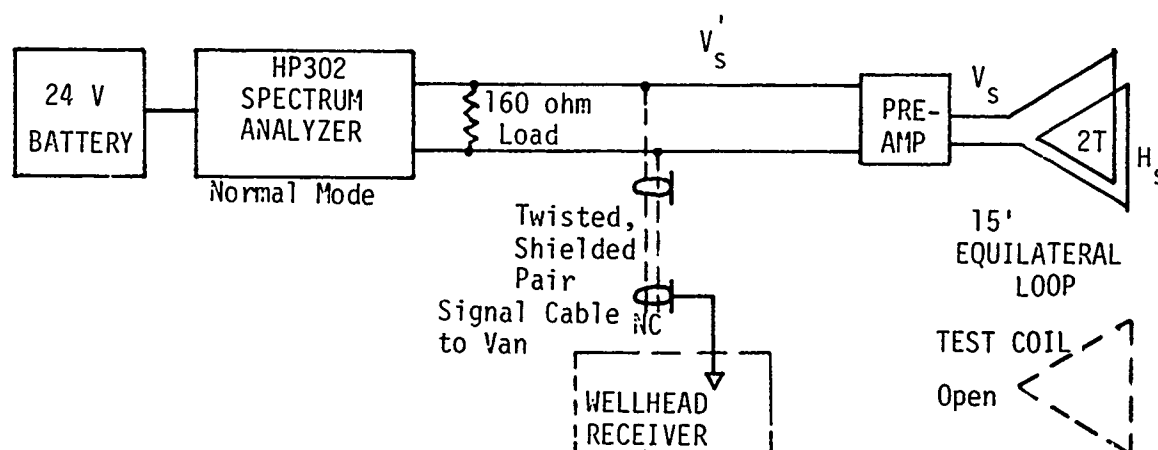 24 V
BATTERY
HP302
SPECTRUM
ANALYZER
Normal Mode
160 ohm
Load
V's
PRE-
AMP
Vs
2T
Hs
15'
EQUILATERAL
LOOP
Twisted,
Shielded
Pair
Signal Cable
to Van
NC
TEST COIL
Open
WELLHEAD
RECEIVER